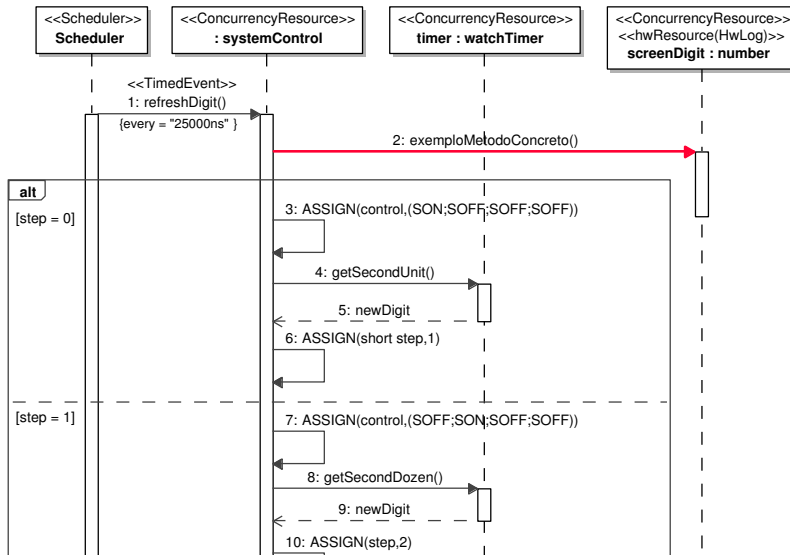 <<Scheduler>>
Scheduler
<<ConcurrencyResource>>
: systemControl
<<ConcurrencyResource>>
timer : watchTimer
<<ConcurrencyResource>>
<<hwResource(HwLog)>>
screenDigit : number
<<TimedEvent>>
1: refreshDigit()
{every = "25000ns" }
2: exemploMetodoConcreto()
alt
[step = 0]
3: ASSIGN(control,(SON;SOFF;SOFF;SOFF))
4: getSecondUnit()
5: newDigit
6: ASSIGN(short step,1)
[step = 1]
7: ASSIGN(control,(SOFF;SON;SOFF;SOFF))
8: getSecondDozen()
9: newDigit
10: ASSIGN(step,2)